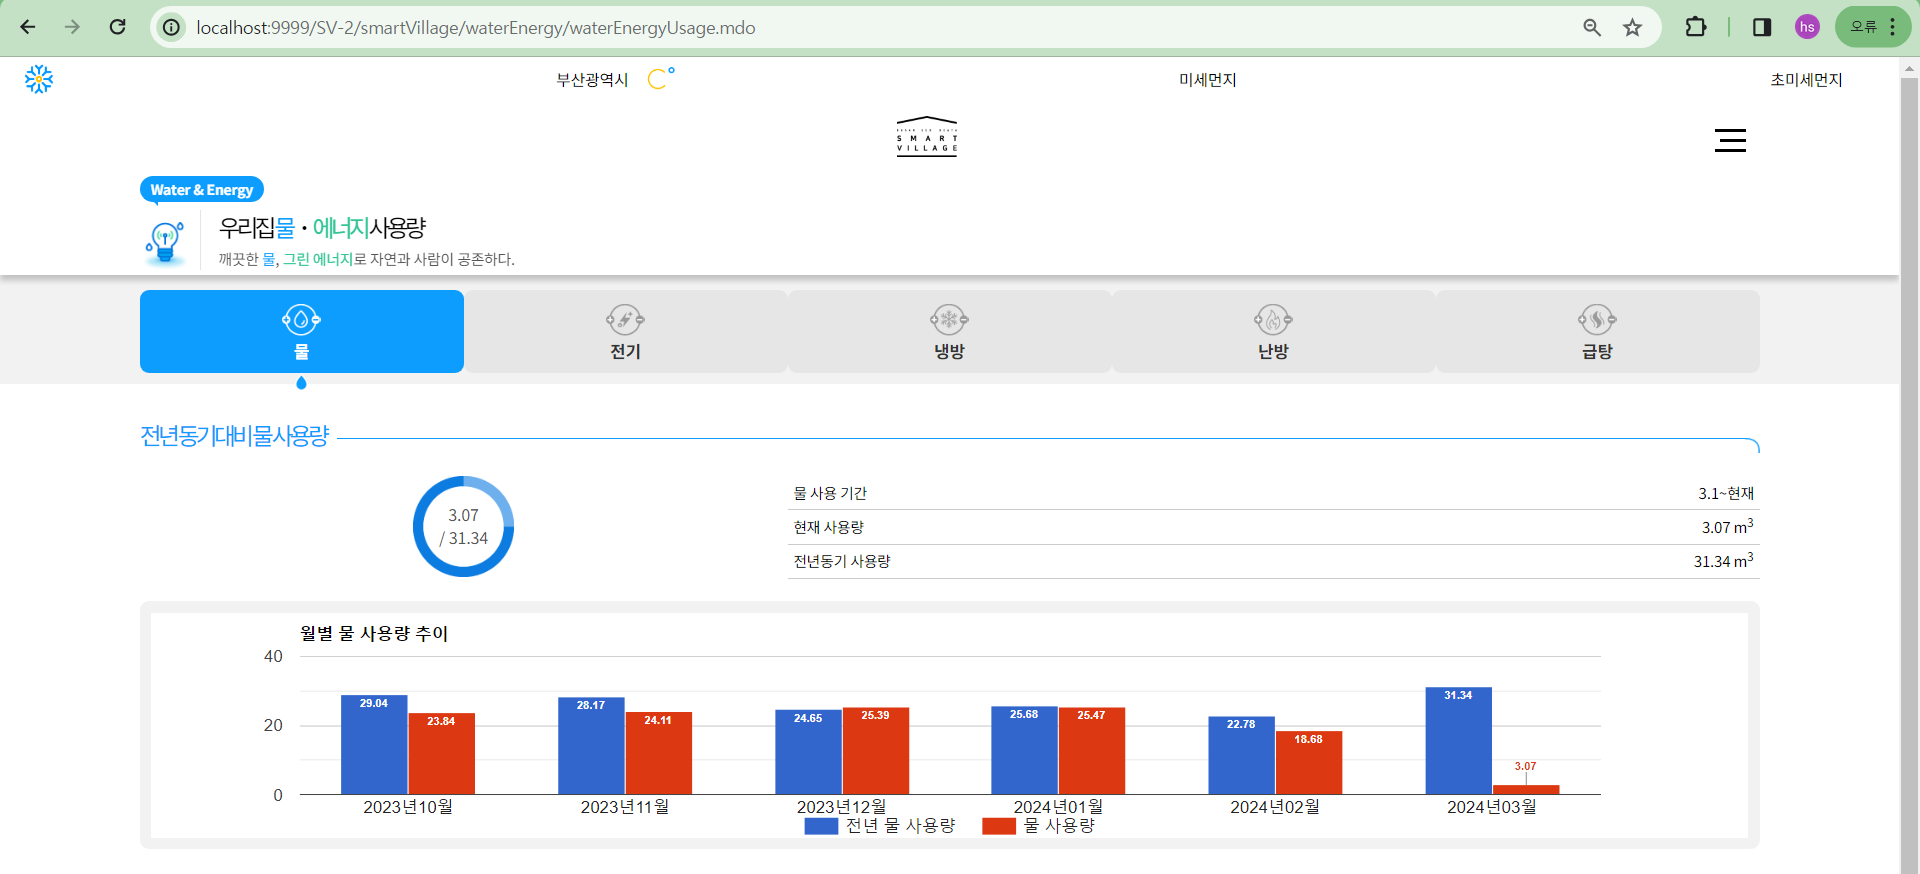 localhost:9999/SV-2/smartVillage/waterEnergy/waterEnergyUsage.mdo
hs
오류
부산광역시
미세먼지
초미세먼지
SMART
VILLAGE
Water & Energy
우리집물・에너지사용량
깨끗한 물, 그린 에너지로 자연과 사람이 공존하다.
물
전기
냉방
난방
급탕
전년동기대비물사용량
3.07
/ 31.34
물 사용 기간 3.1~현재
현재 사용량 3.07 m³
전년동기 사용량 31.34 m³
월별 물 사용량 추이
40
20
0
29.04
23.84
28.17
24.11
24.65
25.39
25.68
25.47
22.78
18.68
31.34
3.07
2023년10월
2023년11월
2023년12월
2024년01월
2024년02월
2024년03월
전년 물 사용량
물 사용량